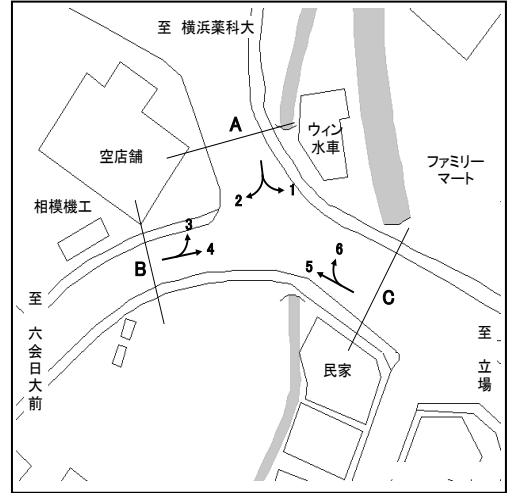 至 横浜薬科大
A
ウィン
水車
空店舗
ファミリー
マート
2
1
相模機工
3
4
B
6
5
C
至 六会日大前
至 立場
民家